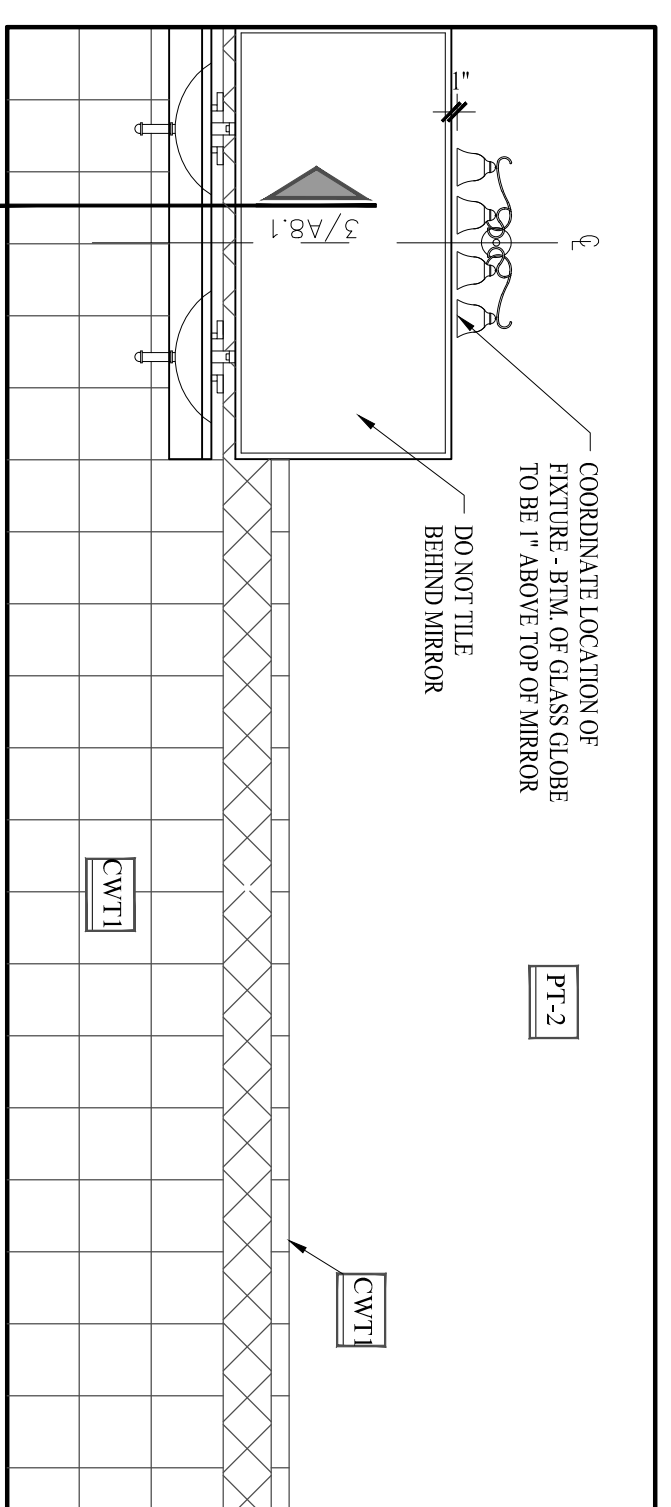 1"
℄
COORDINATE LOCATION OF
FIXTURE - BTM. OF GLASS GLOBE
TO BE 1" ABOVE TOP OF MIRROR
DO NOT TILE
BEHIND MIRROR
3/A8.1
PT-2
CWT1
CWT1